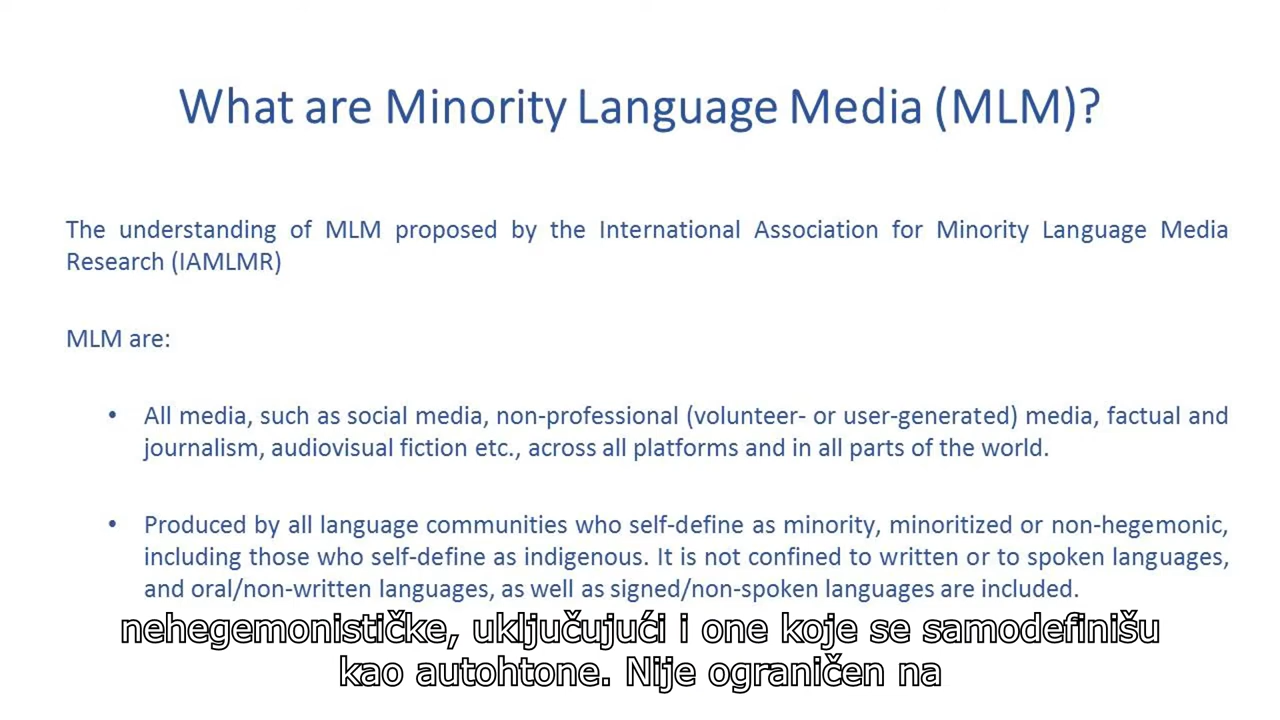 What are Minority Language Media (MLM)?
The understanding of MLM proposed by the International Association for Minority Language Media
Research (IAMLMR)
MLM are:
• All media, such as social media, non-professional (volunteer- or user-generated) media, factual and
journalism, audiovisual fiction etc., across all platforms and in all parts of the world.
• Produced by all language communities who self-define as minority, minoritized or non-hegemonic,
including those who self-define as indigenous. It is not confined to written or to spoken languages,
and oral/non-written languages, as well as signed/non-spoken languages are included.
nehegemonističke, uključujući i one koje se samodefinišu
kao autohtone. Nije ograničen na